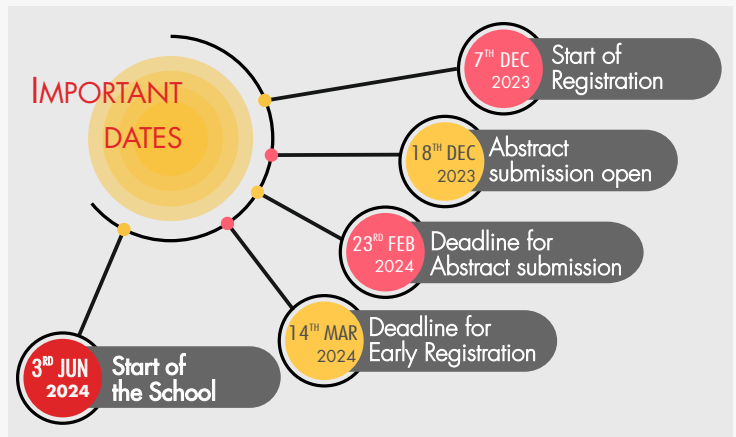 IMPORTANT
DATES
7TH DEC
2023
Start of
Registration
18TH DEC
2023
Abstract
submission open
23RD FEB
2024
Deadline for
Abstract submission
14TH MAR
2024
Deadline for
Early Registration
3RD JUN
2024
Start of
the School